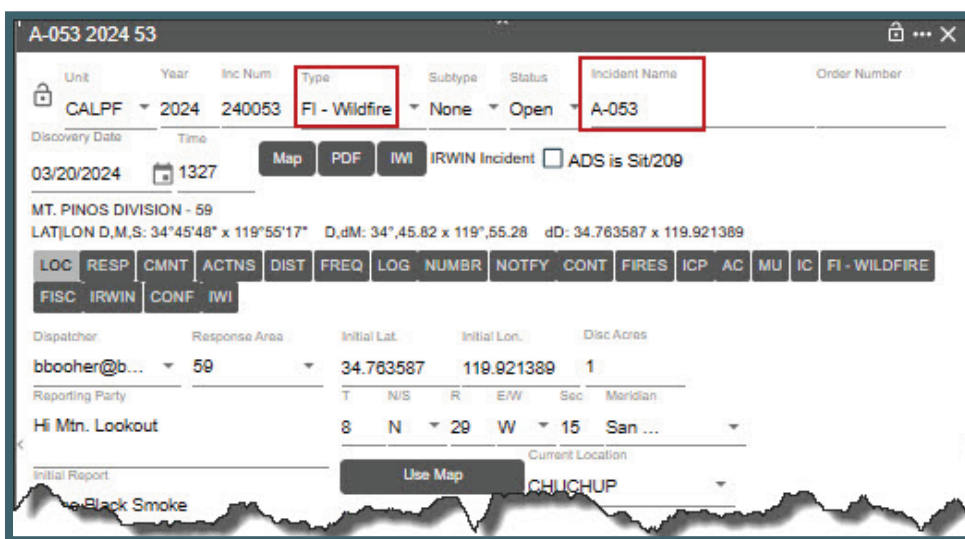 A-053 2024 53
Unit Year Inc Num Type Subtype Status Incident Name Order Number
CALPF 2024 240053 FI - Wildfire None Open A-053
Discovery Date Time
03/20/2024 1327 Map PDF IWI IRWIN Incident ADS is Sit/209
MT. PINOS DIVISION - 59
LAT|LON D,M,S: 34°45'48" x 119°55'17" D,dM: 34°,45.82 x 119°,55.28 dD: 34.763587 x 119.921389
LOC RESP CMNT ACTNS DIST FREQ LOG NUMBR NOTFY CONT FIRES ICP AC MU IC FI - WILDFIRE
FISC IRWIN CONF IWI
Dispatcher Response Area Initial Lat. Initial Lon. Disc Acres
bbooher@b... 59 34.763587 119.921389 1
Reporting Party T N/S R E/W Sec Meridian
Hi Mtn. Lookout 8 N 29 W 15 San ...
Current Location
Initial Report Use Map CHUCHUP
Black Smoke